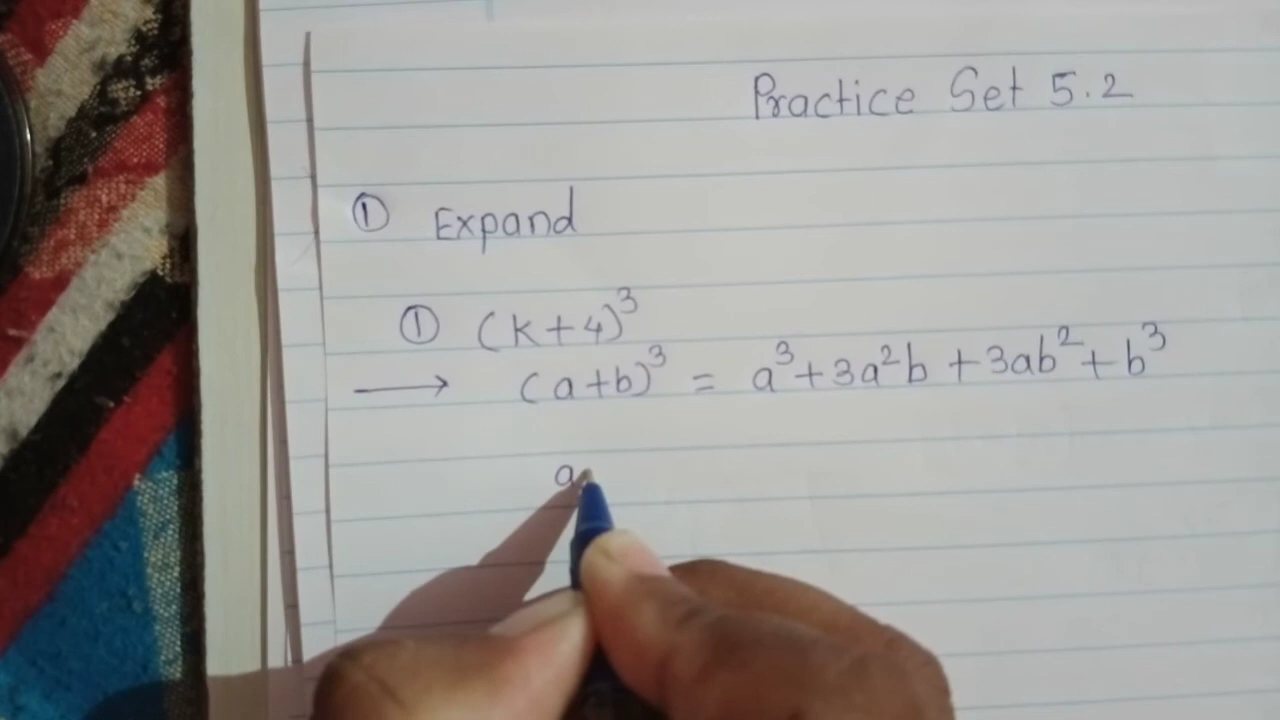 Practice Set 5.2
① Expand
① (k+4)³
→ (a+b)³ = a³+3a²b+3ab²+b³
a